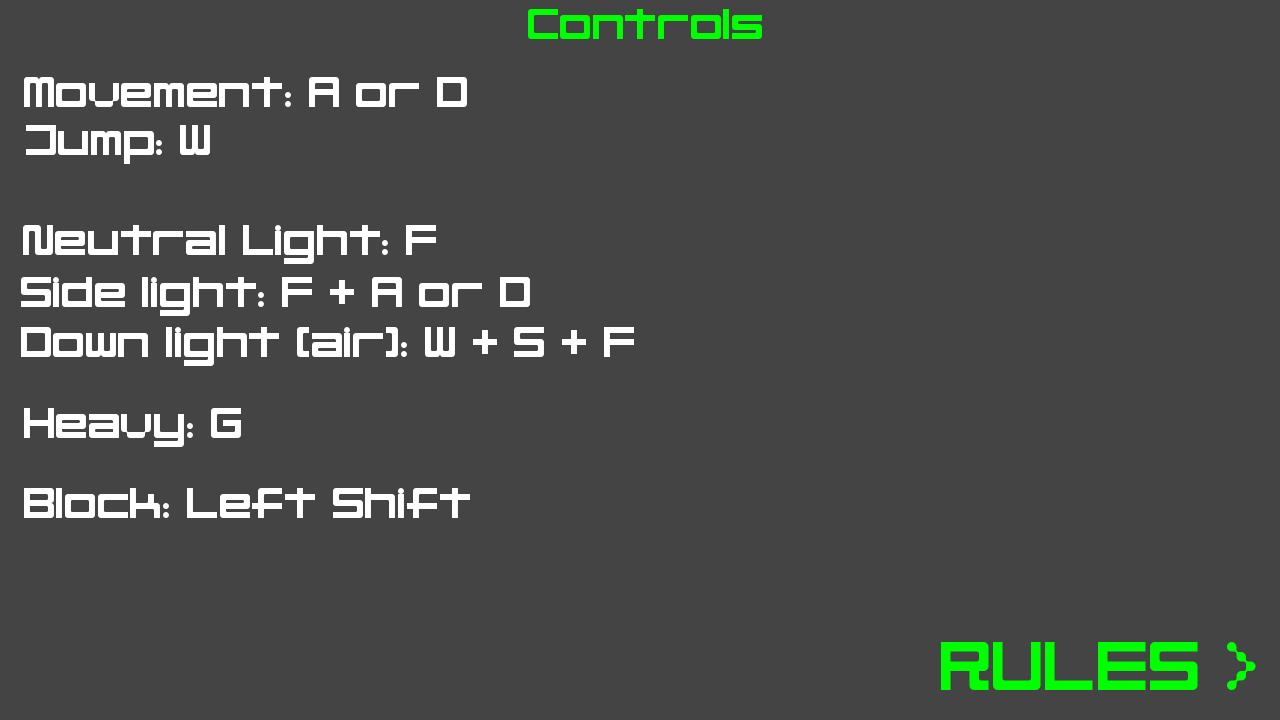 Controls
Movement: A or D
Jump: W
Neutral Light: F
Side light: F + A or D
Down light (air): W + S + F
Heavy: G
Block: Left Shift
RULES >